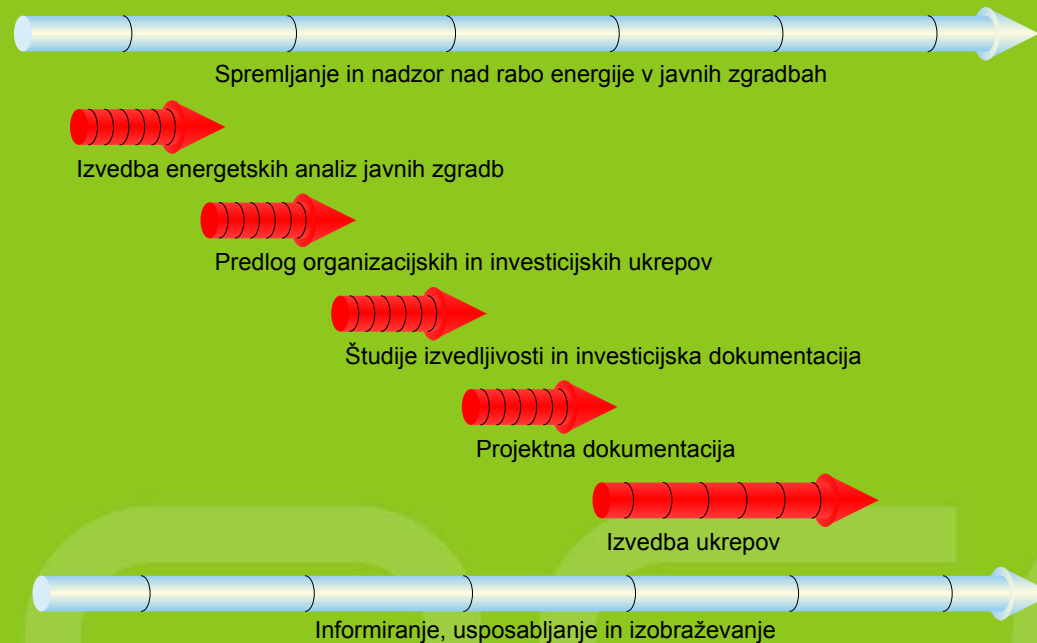 Spremljanje in nadzor nad rabo energije v javnih zgradbah
Izvedba energetskih analiz javnih zgradb
Predlog organizacijskih in investicijskih ukrepov
Študije izvedljivosti in investicijska dokumentacija
Projektna dokumentacija
Izvedba ukrepov
Informiranje, usposabljanje in izobraževanje